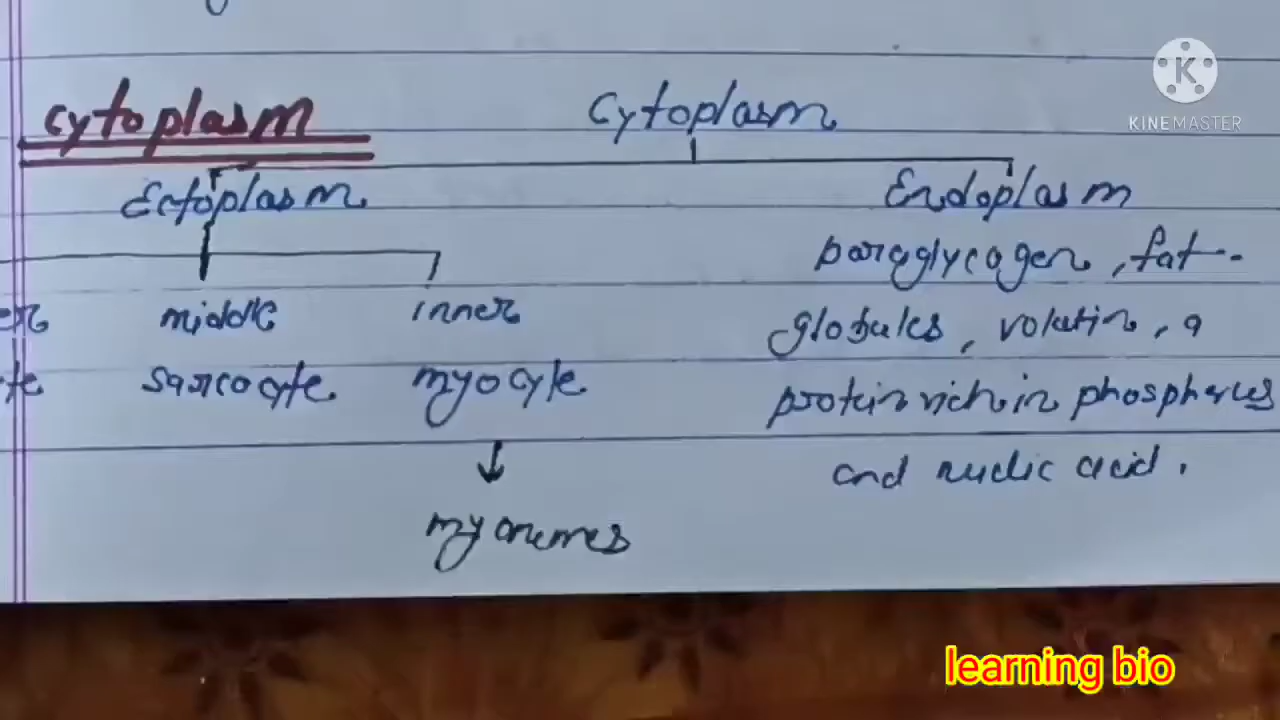 cytoplasm
Cytoplasm
Ectoplasm
Endoplasm
middle
inner
sarcocyte
myocyte
myonemes
paraglycogen, fat-
globules, volutin, a
protein rich in phosphorus
and nucleic acid.
K
KINEMASTER
learning bio